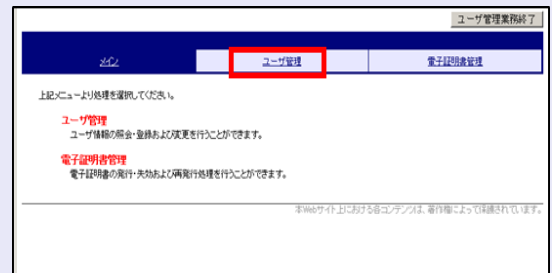 ユーザ管理業務終了
メイン ユーザ管理 電子証明書管理
上記メニューより処理を選択してください。
ユーザ管理
ユーザ情報の照会・登録および変更を行うことができます。
電子証明書管理
電子証明書の発行・失効および再発行処理を行うことができます。
本Webサイト上における各コンテンツは、著作権によって保護されています。